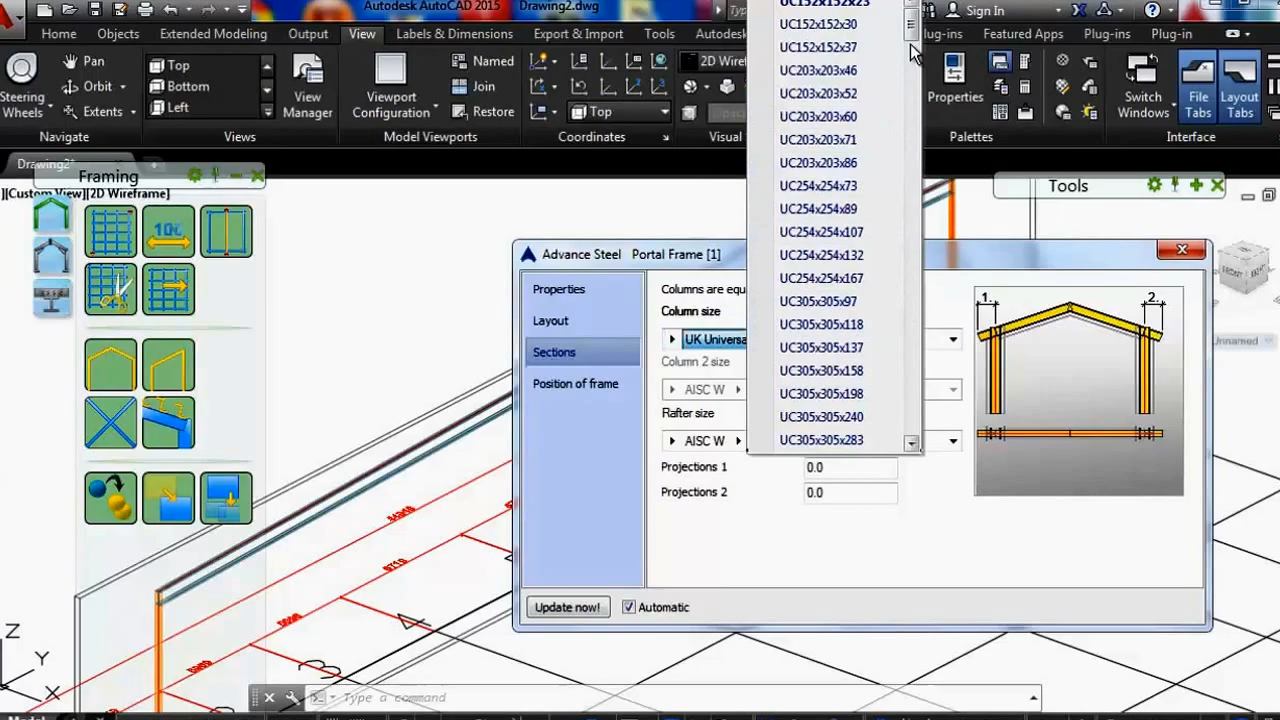 Autodesk AutoCAD 2015 Drawing2.dwg
Sign In
Home Objects Extended Modeling Output View Labels & Dimensions Export & Import Tools Autodesk
Featured Apps Plug-ins Plug-in
Pan
Orbit
Extents
Steering
Wheels
Navigate
Top
Bottom
Left
Views
View
Manager
Viewport
Configuration
Named
Join
Restore
Model Viewports
Top
Coordinates
Visual
Properties
Palettes
Switch
Windows
File
Tabs
Layout
Tabs
Interface
Drawing2*
Framing
][Custom View][2D Wireframe]
Tools
UC152x152x23
UC152x152x30
UC152x152x37
UC203x203x46
UC203x203x52
UC203x203x60
UC203x203x71
UC203x203x86
UC254x254x73
UC254x254x89
UC254x254x107
UC254x254x132
UC254x254x167
UC305x305x97
UC305x305x118
UC305x305x137
UC305x305x158
UC305x305x198
UC305x305x240
UC305x305x283
Advance Steel Portal Frame [1]
Properties
Layout
Sections
Position of frame
Column size
UK Universa
Column 2 size
AISC W
Rafter size
AISC W
Projections 1 0.0
Projections 2 0.0
1.
2.
Update now!
Automatic
FRONT
RIGHT
Unnamed
Z
Y
X
Type a command
Model